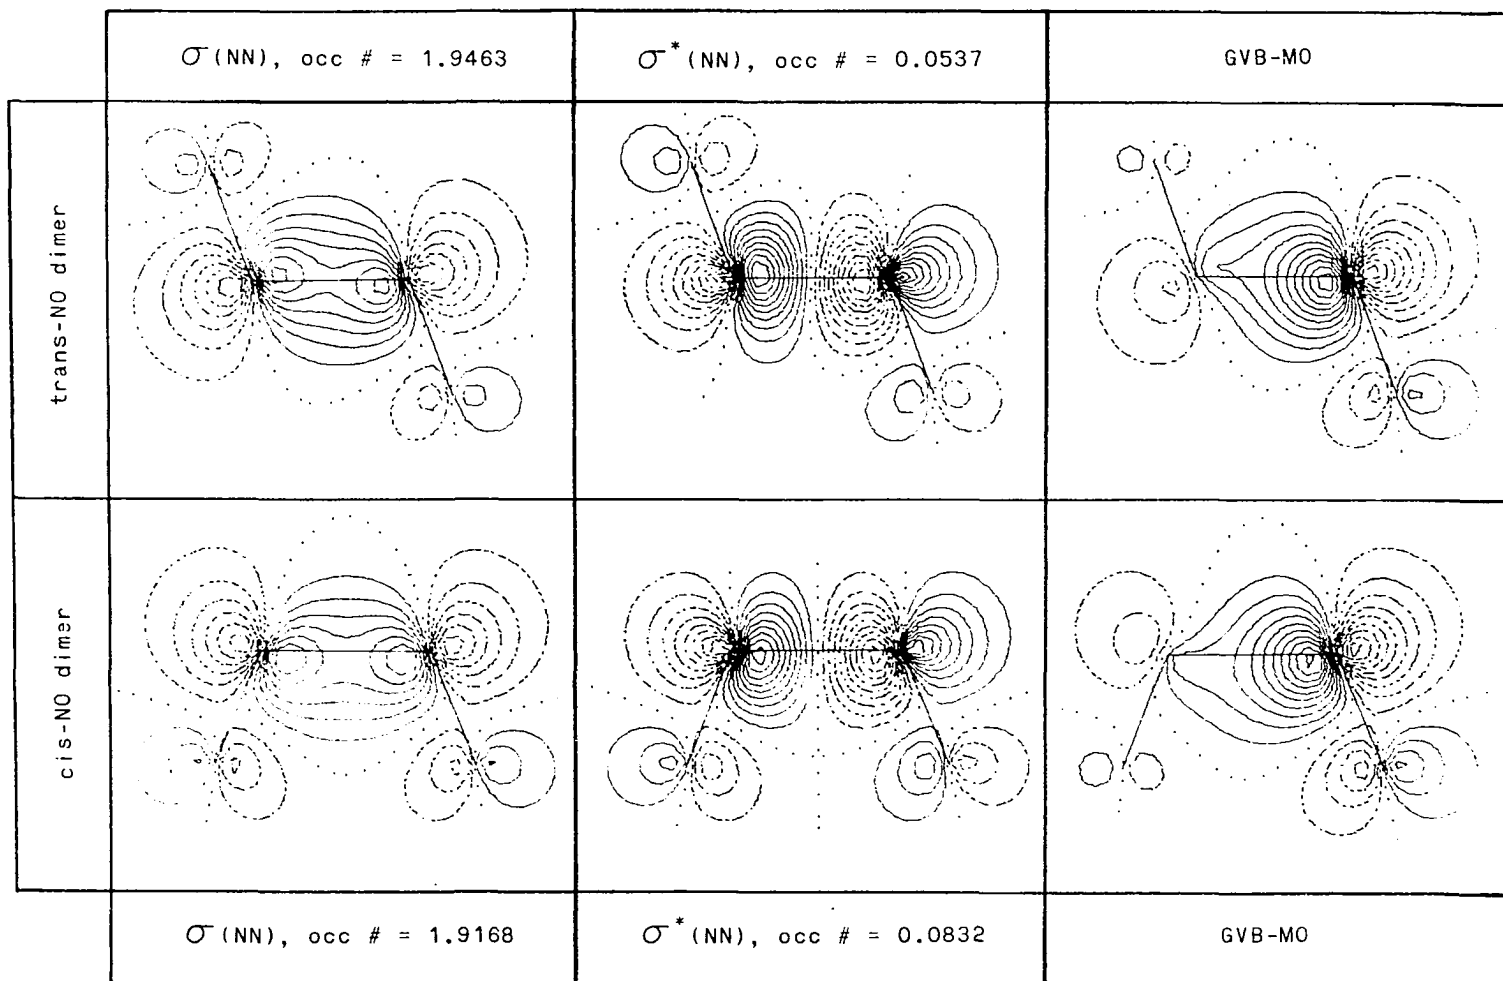 σ(NN), occ # = 1.9463
σ*(NN), occ # = 0.0537
GVB-MO
trans-NO dimer
cis-NO dimer
σ(NN), occ # = 1.9168
σ*(NN), occ # = 0.0832
GVB-MO